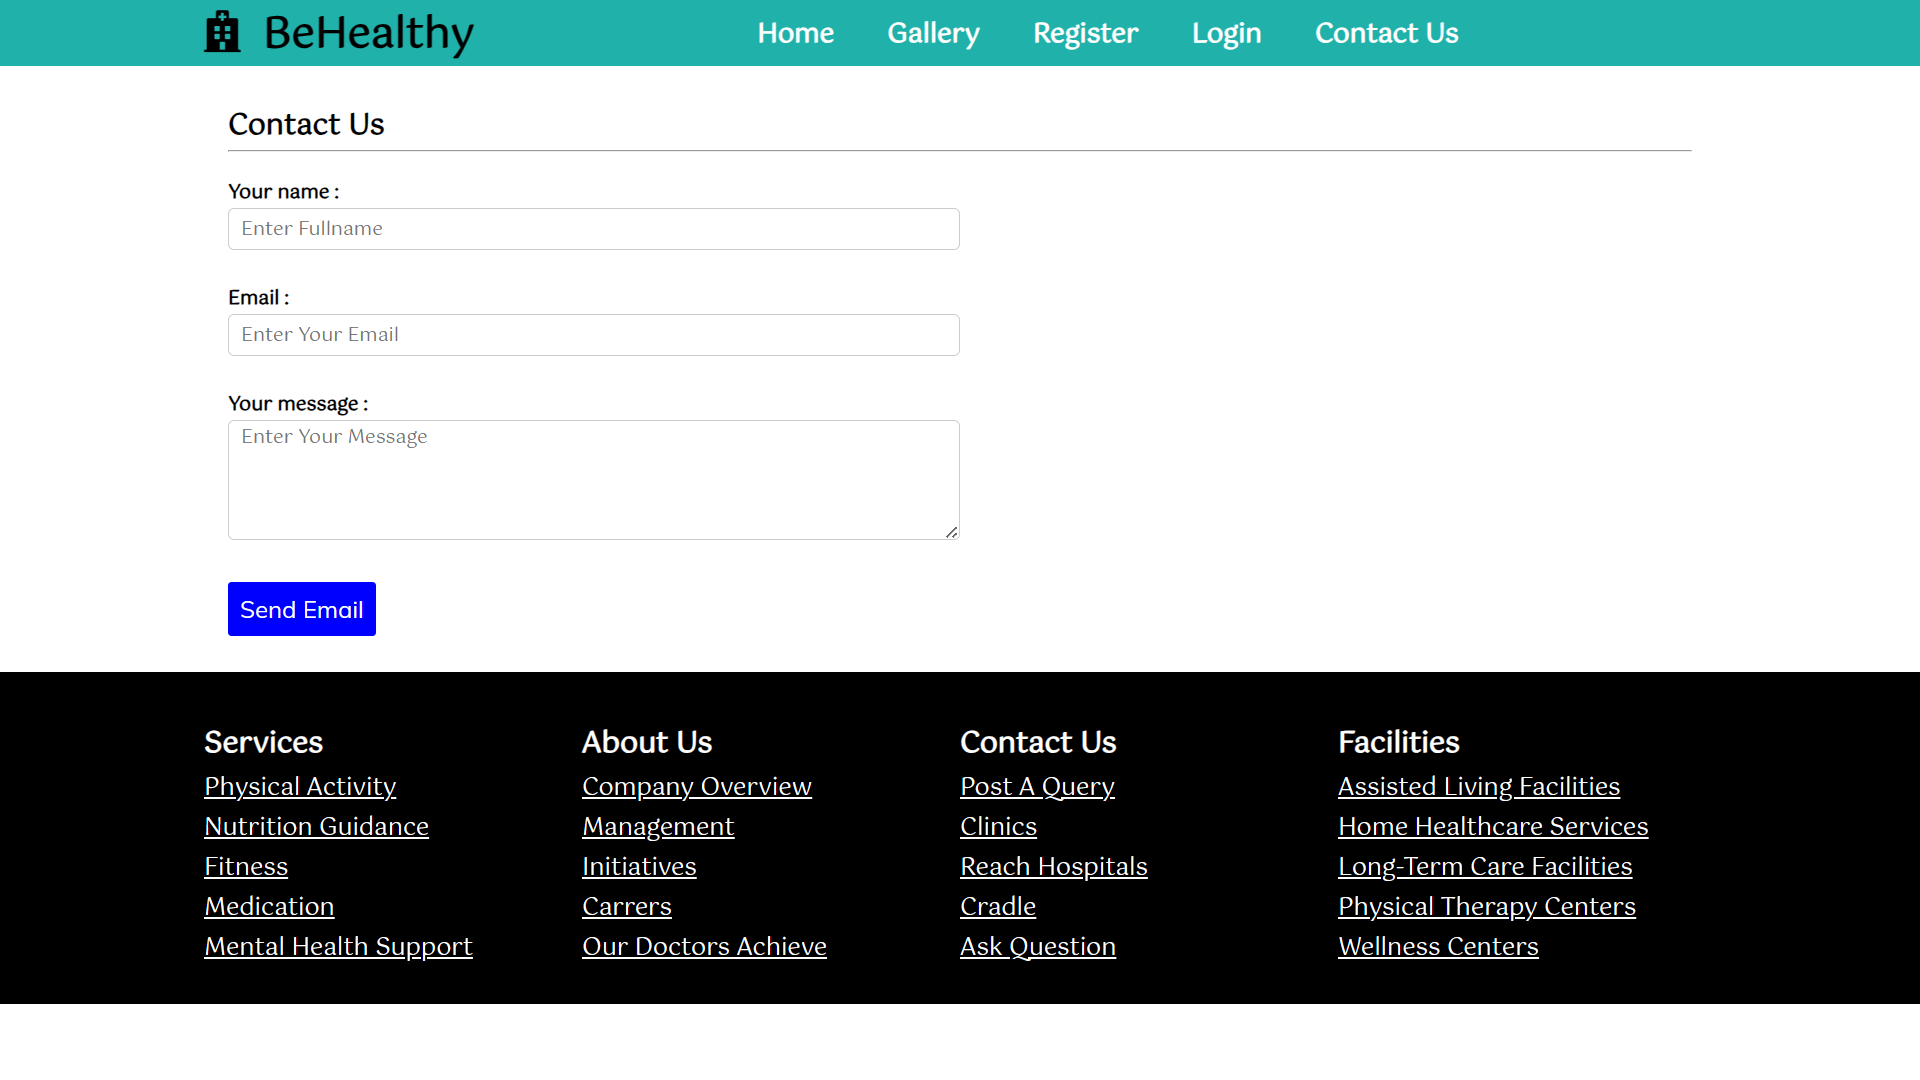 BeHealthy
Home Gallery Register Login Contact Us
Contact Us
Your name :
Enter Fullname
Email :
Enter Your Email
Your message :
Enter Your Message
Send Email
Services
Physical Activity
Nutrition Guidance
Fitness
Medication
Mental Health Support
About Us
Company Overview
Management
Initiatives
Carrers
Our Doctors Achieve
Contact Us
Post A Query
Clinics
Reach Hospitals
Cradle
Ask Question
Facilities
Assisted Living Facilities
Home Healthcare Services
Long-Term Care Facilities
Physical Therapy Centers
Wellness Centers